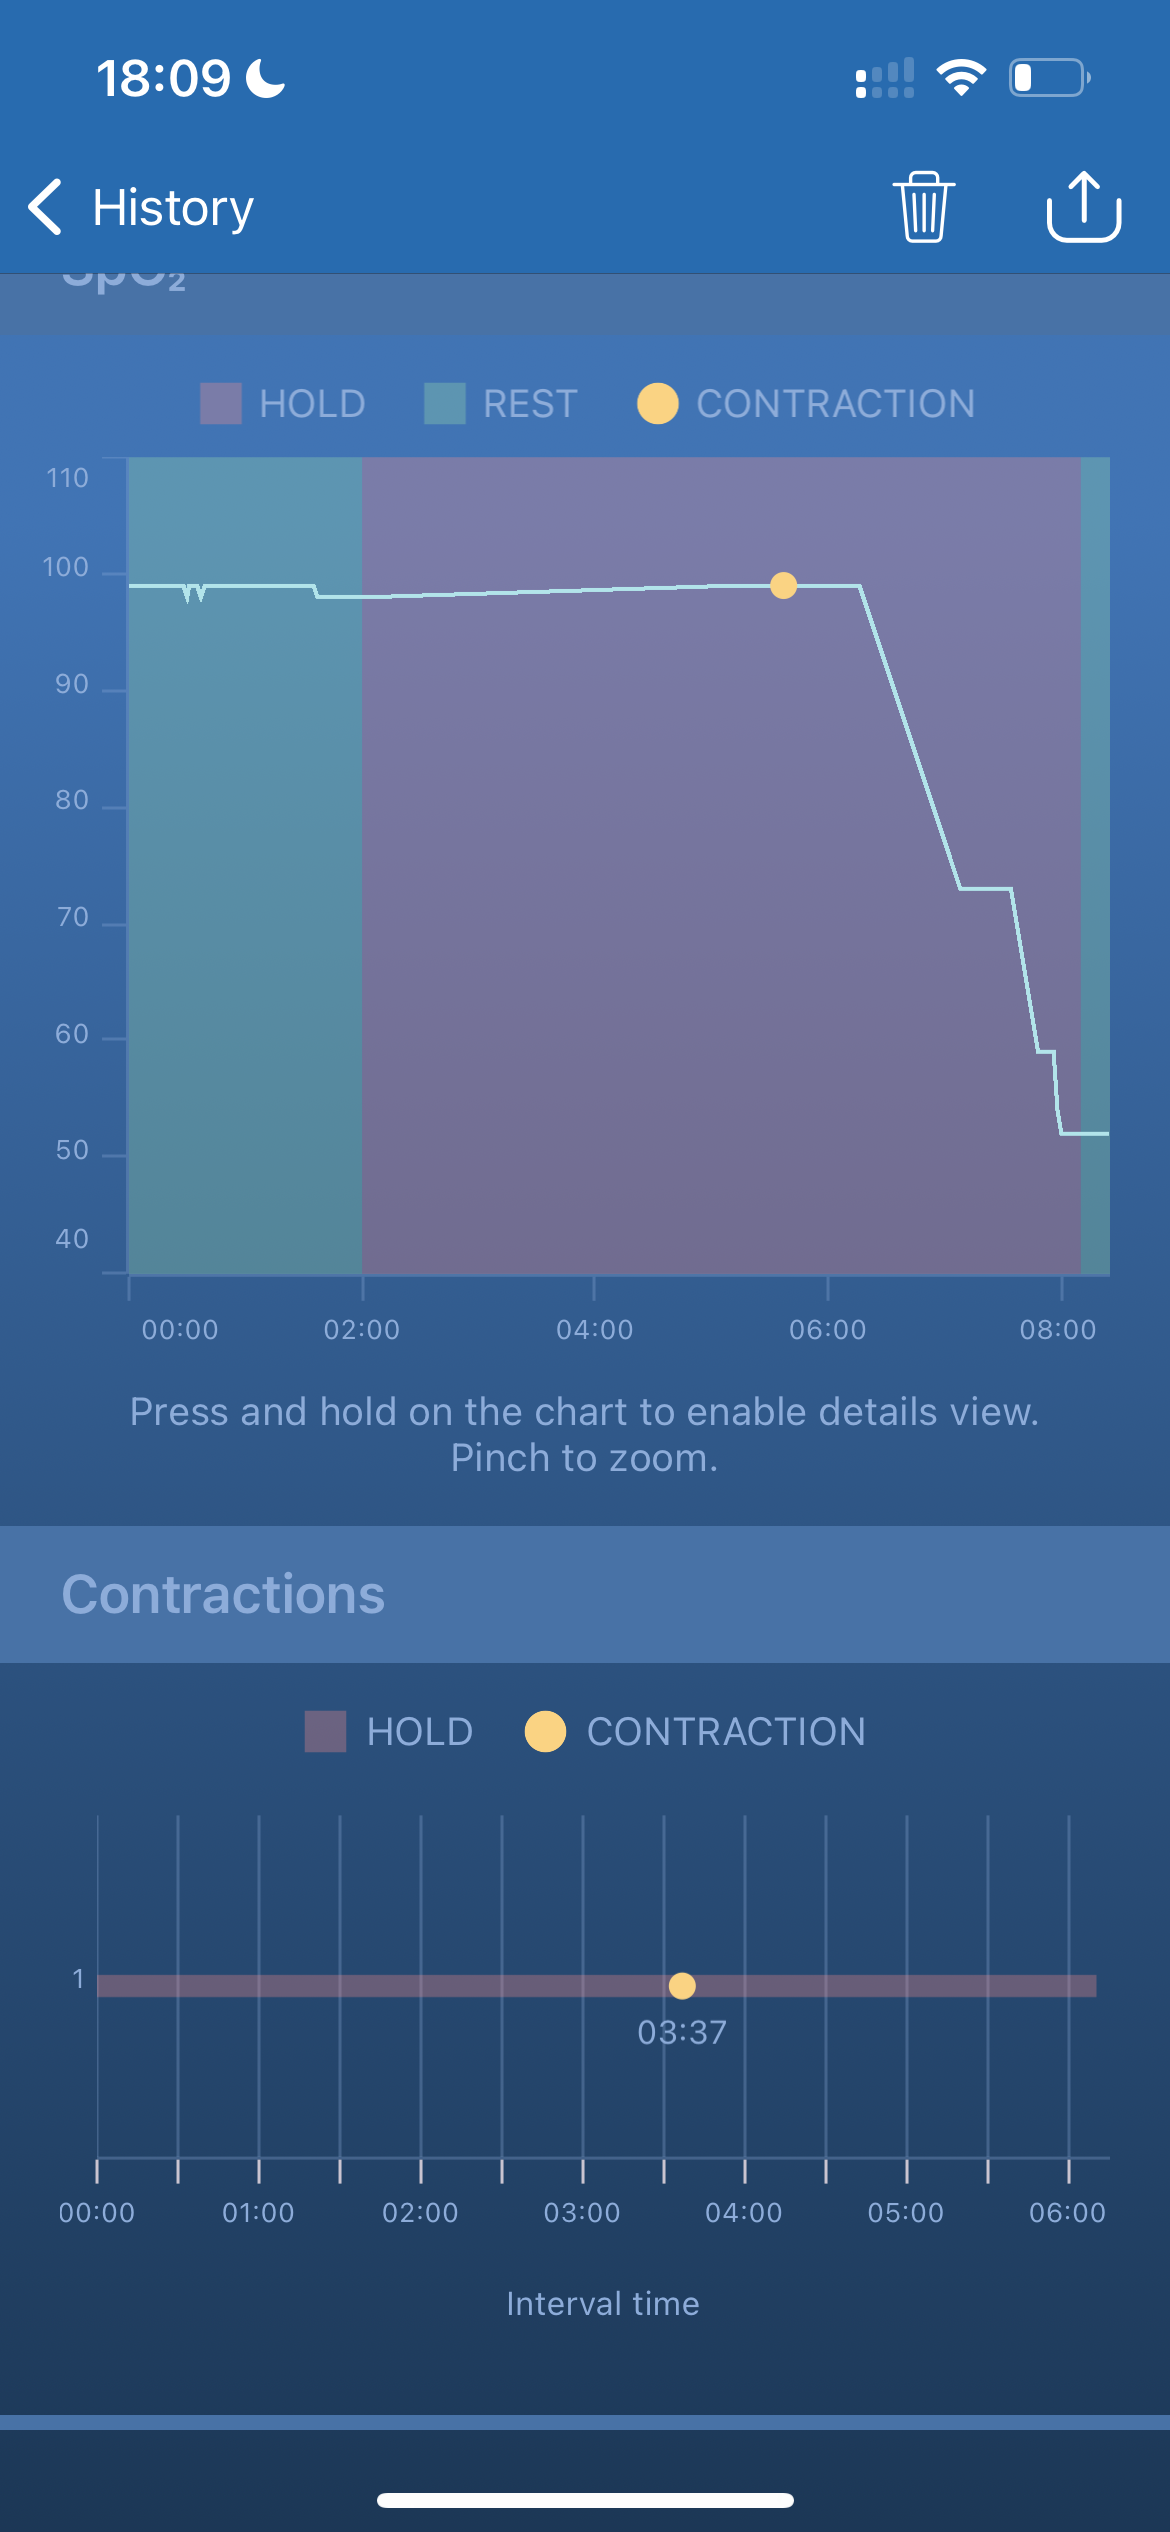 18:09
History
SpO₂
HOLD REST CONTRACTION
110
100
90
80
70
60
50
40
00:00 02:00 04:00 06:00 08:00
Press and hold on the chart to enable details view.
Pinch to zoom.
Contractions
HOLD CONTRACTION
1
03:37
00:00 01:00 02:00 03:00 04:00 05:00 06:00
Interval time